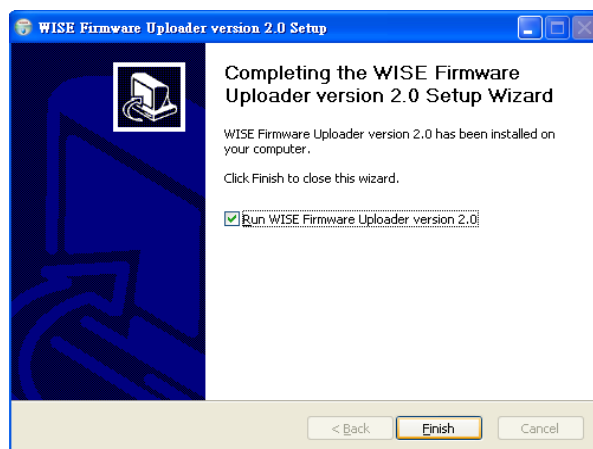 WISE Firmware Uploader version 2.0 Setup
Completing the WISE Firmware
Uploader version 2.0 Setup Wizard
WISE Firmware Uploader version 2.0 has been installed on
your computer.
Click Finish to close this wizard.
Run WISE Firmware Uploader version 2.0
< Back Finish Cancel